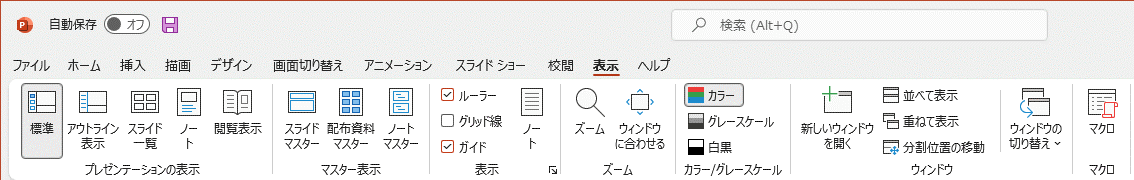 自動保存 オフ 検索 (Alt+Q)
ファイル ホーム 挿入 描画 デザイン 画面切り替え アニメーション スライド ショー 校閲 表示 ヘルプ
標準
アウトライン
表示
スライド
一覧
ノー
ト
閲覧表示
プレゼンテーションの表示
スライド
マスター
配布資料
マスター
ノート
マスター
マスター表示
ルーラー
グリッド線
ガイド
ノー
ト
表示
ズーム
ウィンドウ
に合わせる
ズーム
カラー
グレースケール
白黒
カラー/グレースケール
新しいウィンドウ
を開く
並べて表示
重ねて表示
分割位置の移動
ウィンドウの
切り替え
ウィンドウ
マクロ
マクロ